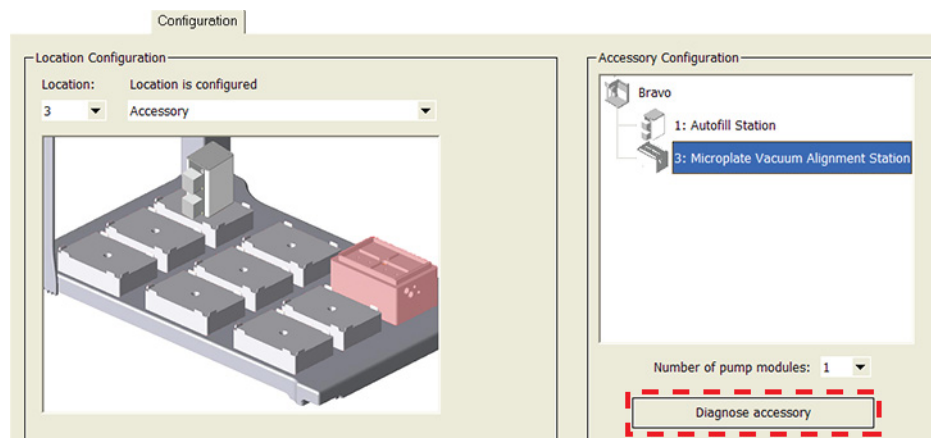 Configuration
Location Configuration
Location:
Location is configured
3
Accessory
Accessory Configuration
Bravo
1: Autofill Station
3: Microplate Vacuum Alignment Station
Number of pump modules:
1
Diagnose accessory